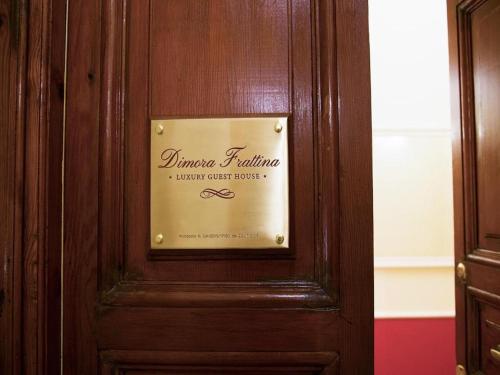 Dimora Frattina
• LUXURY GUEST HOUSE •